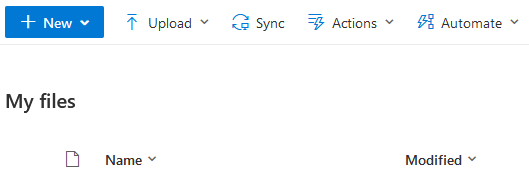 New Upload Sync Actions Automate
My files
Name Modified